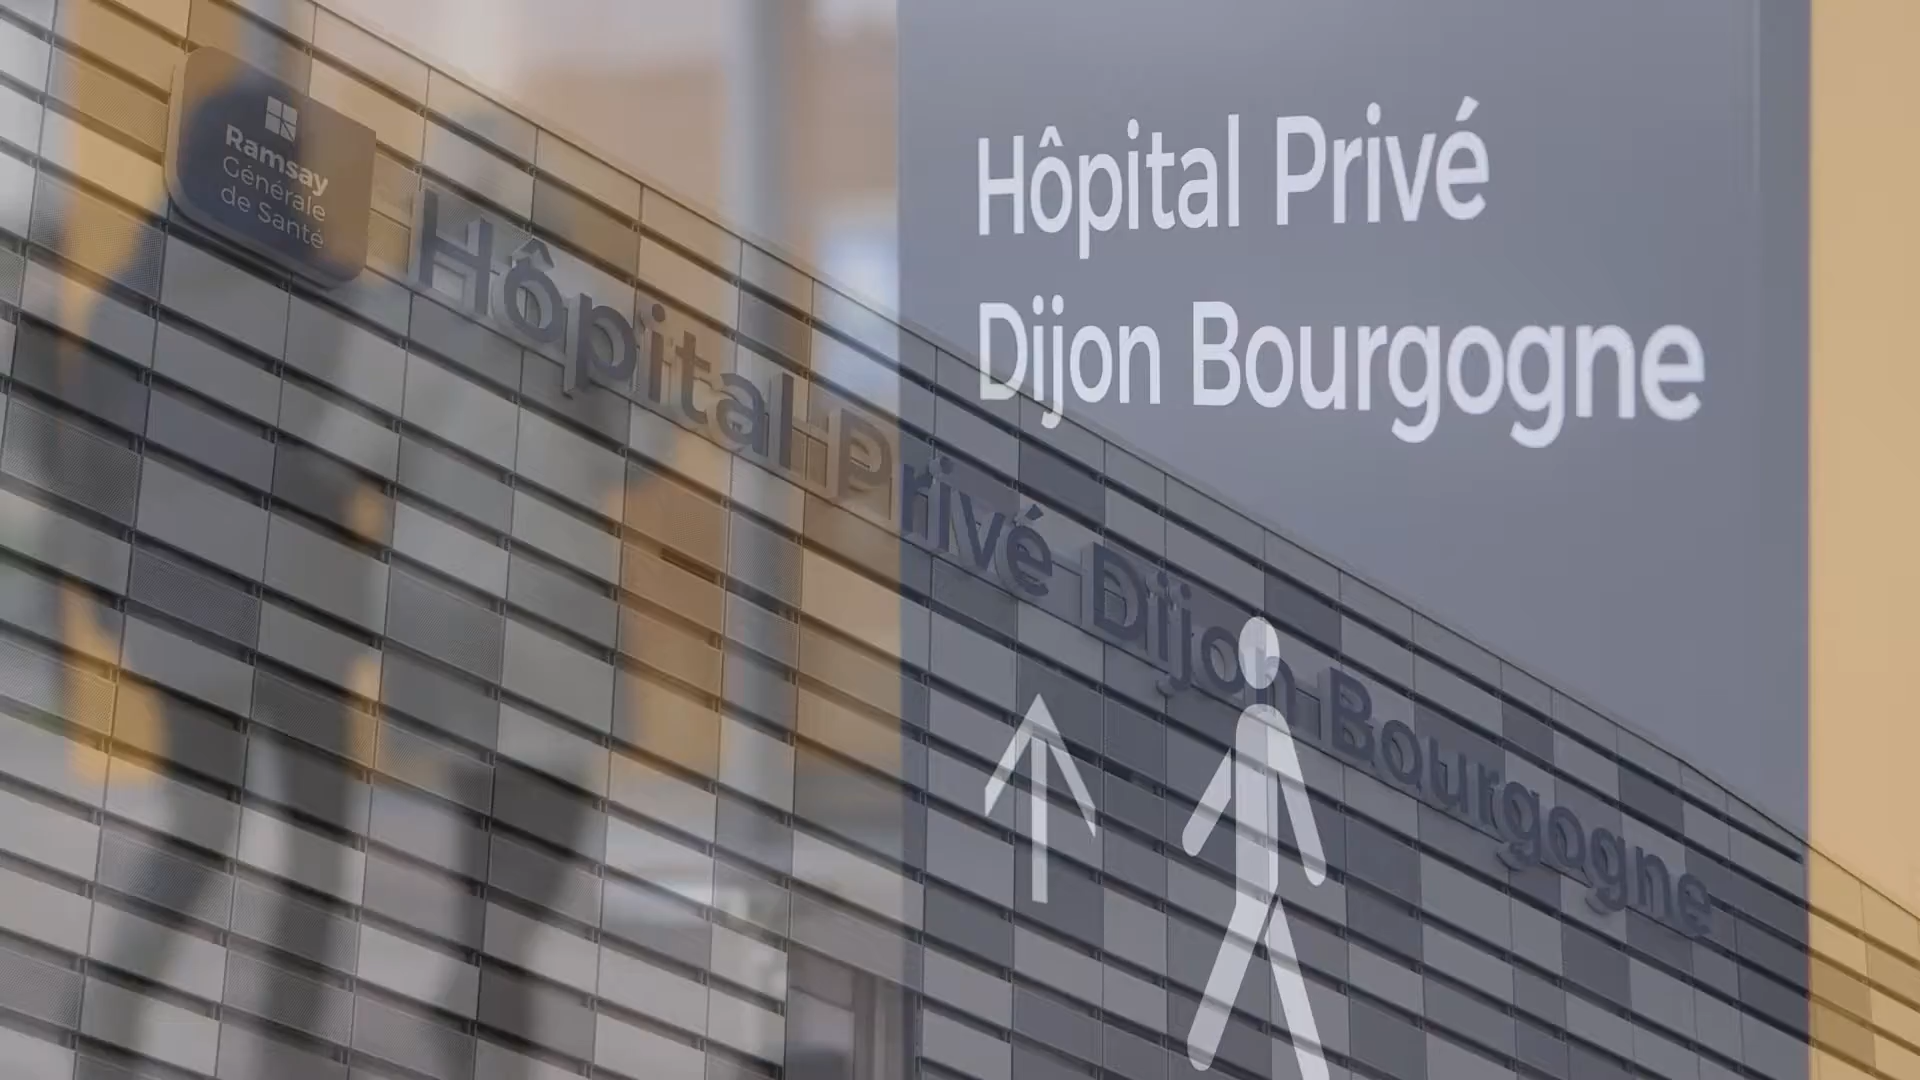 Ramsay
Générale
de Santé
Hôpital Privé Dijon Bourgogne
Hôpital Privé
Dijon Bourgogne